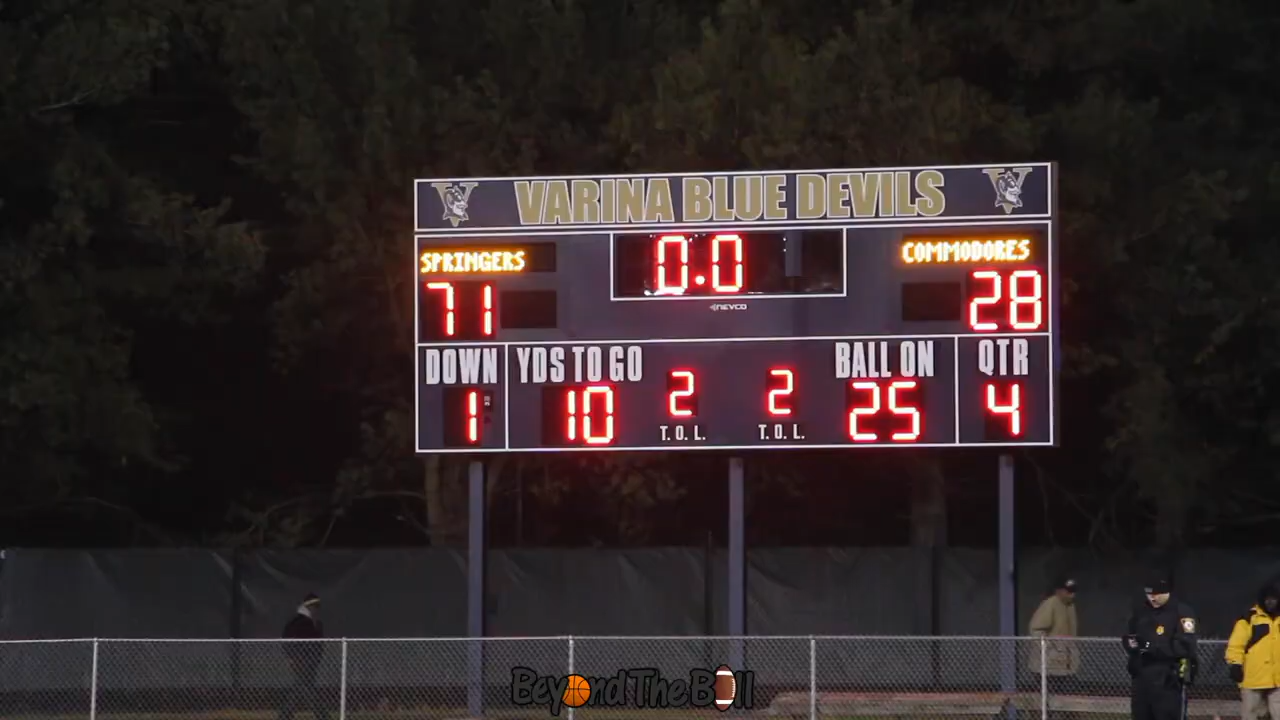 VARINA BLUE DEVILS
SPRINGERS 0.0 COMMODORES
71 28
NEVCO
DOWN YDS TO GO BALL ON QTR
1 10 2 2 25 4
T. O. L. T. O. L.
BeyondTheBall